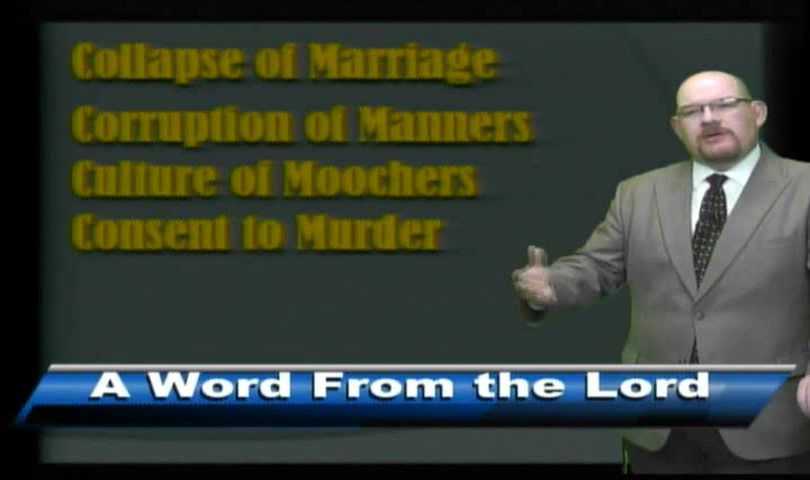 Collapse of Marriage
Corruption of Manners
Culture of Moochers
Consent to Murder
A Word From the Lord